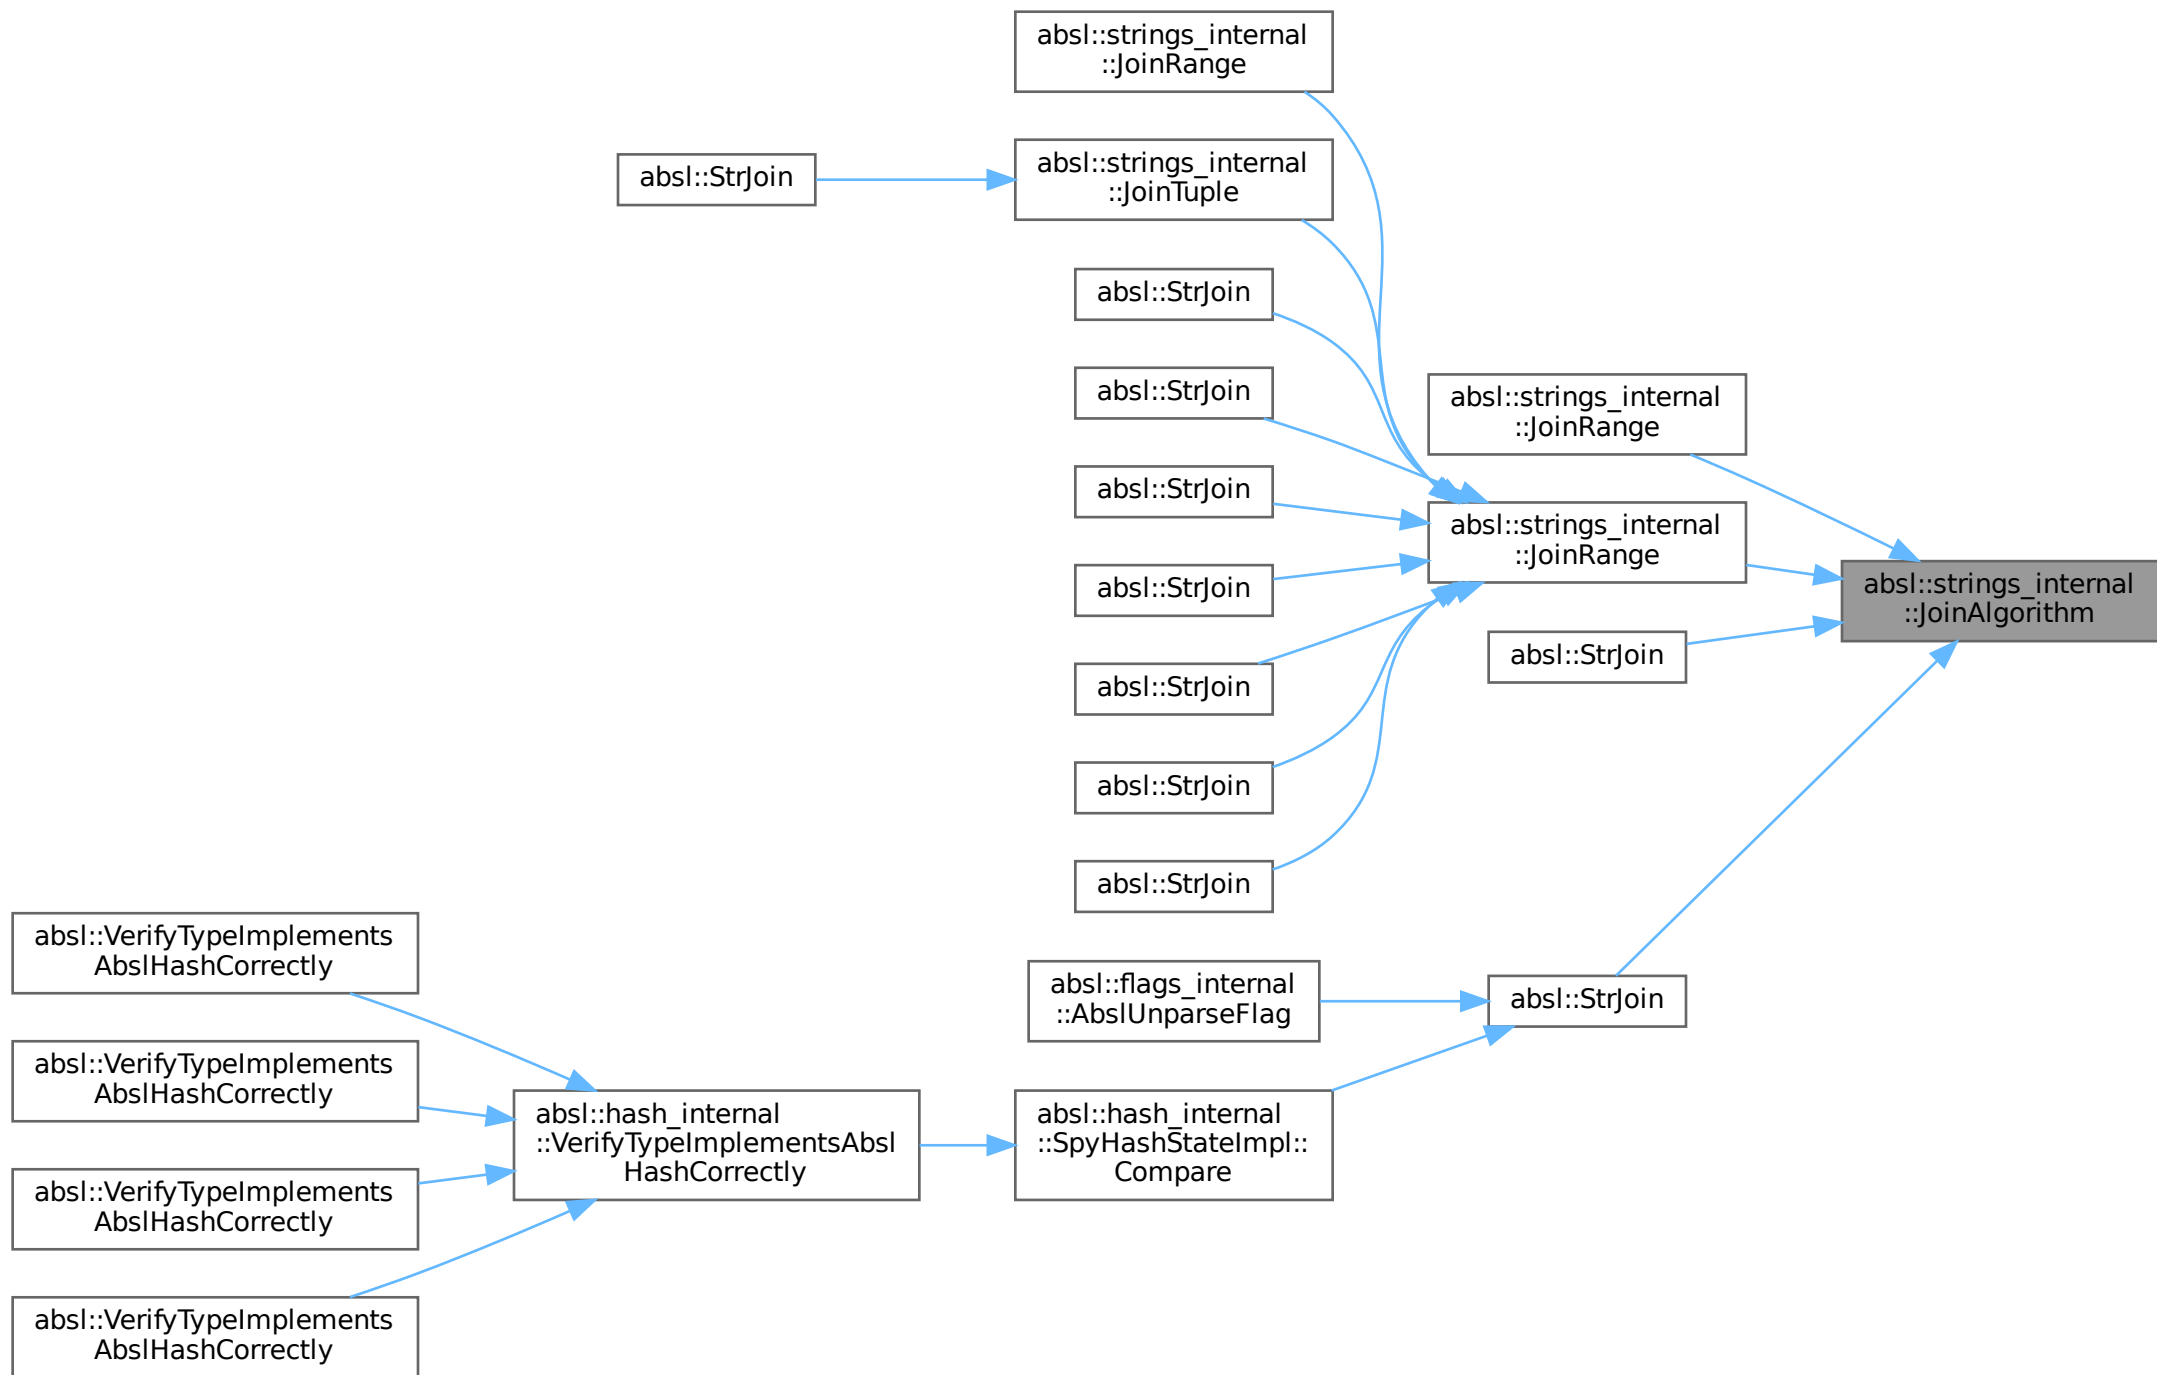 absl::strings_internal
::JoinRange
absl::StrJoin
absl::strings_internal
::JoinTuple
absl::StrJoin
absl::StrJoin
absl::strings_internal
::JoinRange
absl::StrJoin
absl::strings_internal
::JoinRange
absl::strings_internal
::JoinAlgorithm
absl::StrJoin
absl::StrJoin
absl::StrJoin
absl::StrJoin
absl::StrJoin
absl::VerifyTypeImplements
AbslHashCorrectly
absl::flags_internal
::AbslUnparseFlag
absl::StrJoin
absl::VerifyTypeImplements
AbslHashCorrectly
absl::hash_internal
::VerifyTypeImplementsAbsl
HashCorrectly
absl::hash_internal
::SpyHashStateImpl::
Compare
absl::VerifyTypeImplements
AbslHashCorrectly
absl::VerifyTypeImplements
AbslHashCorrectly